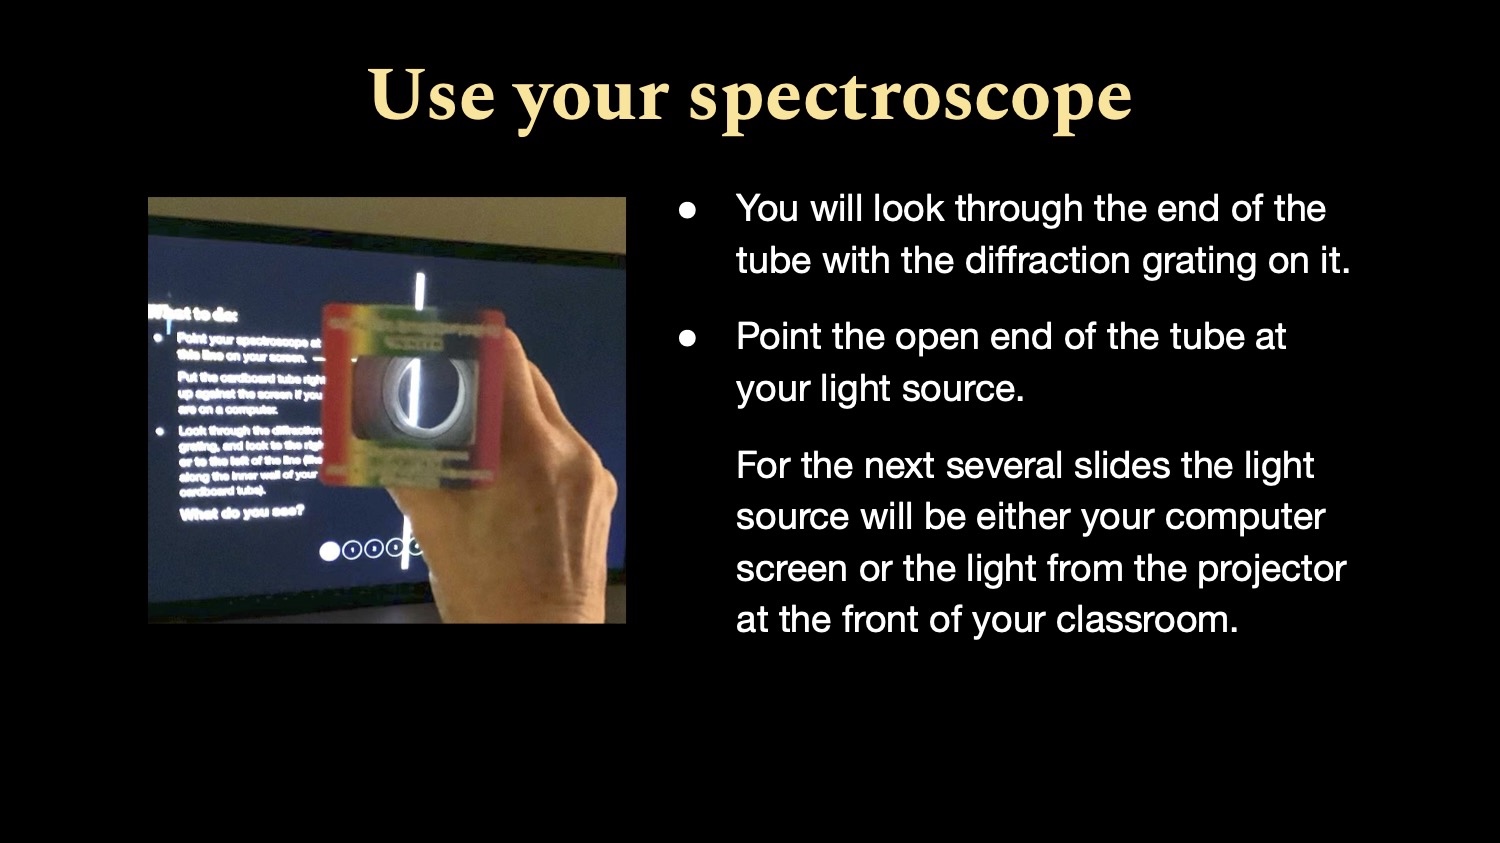 Use your spectroscope
What to do:
● Point your spectroscope at
this line on your screen. —
Put the cardboard tube right
up against the screen if you
are on a computer.
● Look through the diffraction
grating, and look to the right
or to the left of the line (the
along the inner wall of your
cardboard tube).
What do you see?
1 2 3
● You will look through the end of the
tube with the diffraction grating on it.
● Point the open end of the tube at
your light source.
For the next several slides the light
source will be either your computer
screen or the light from the projector
at the front of your classroom.